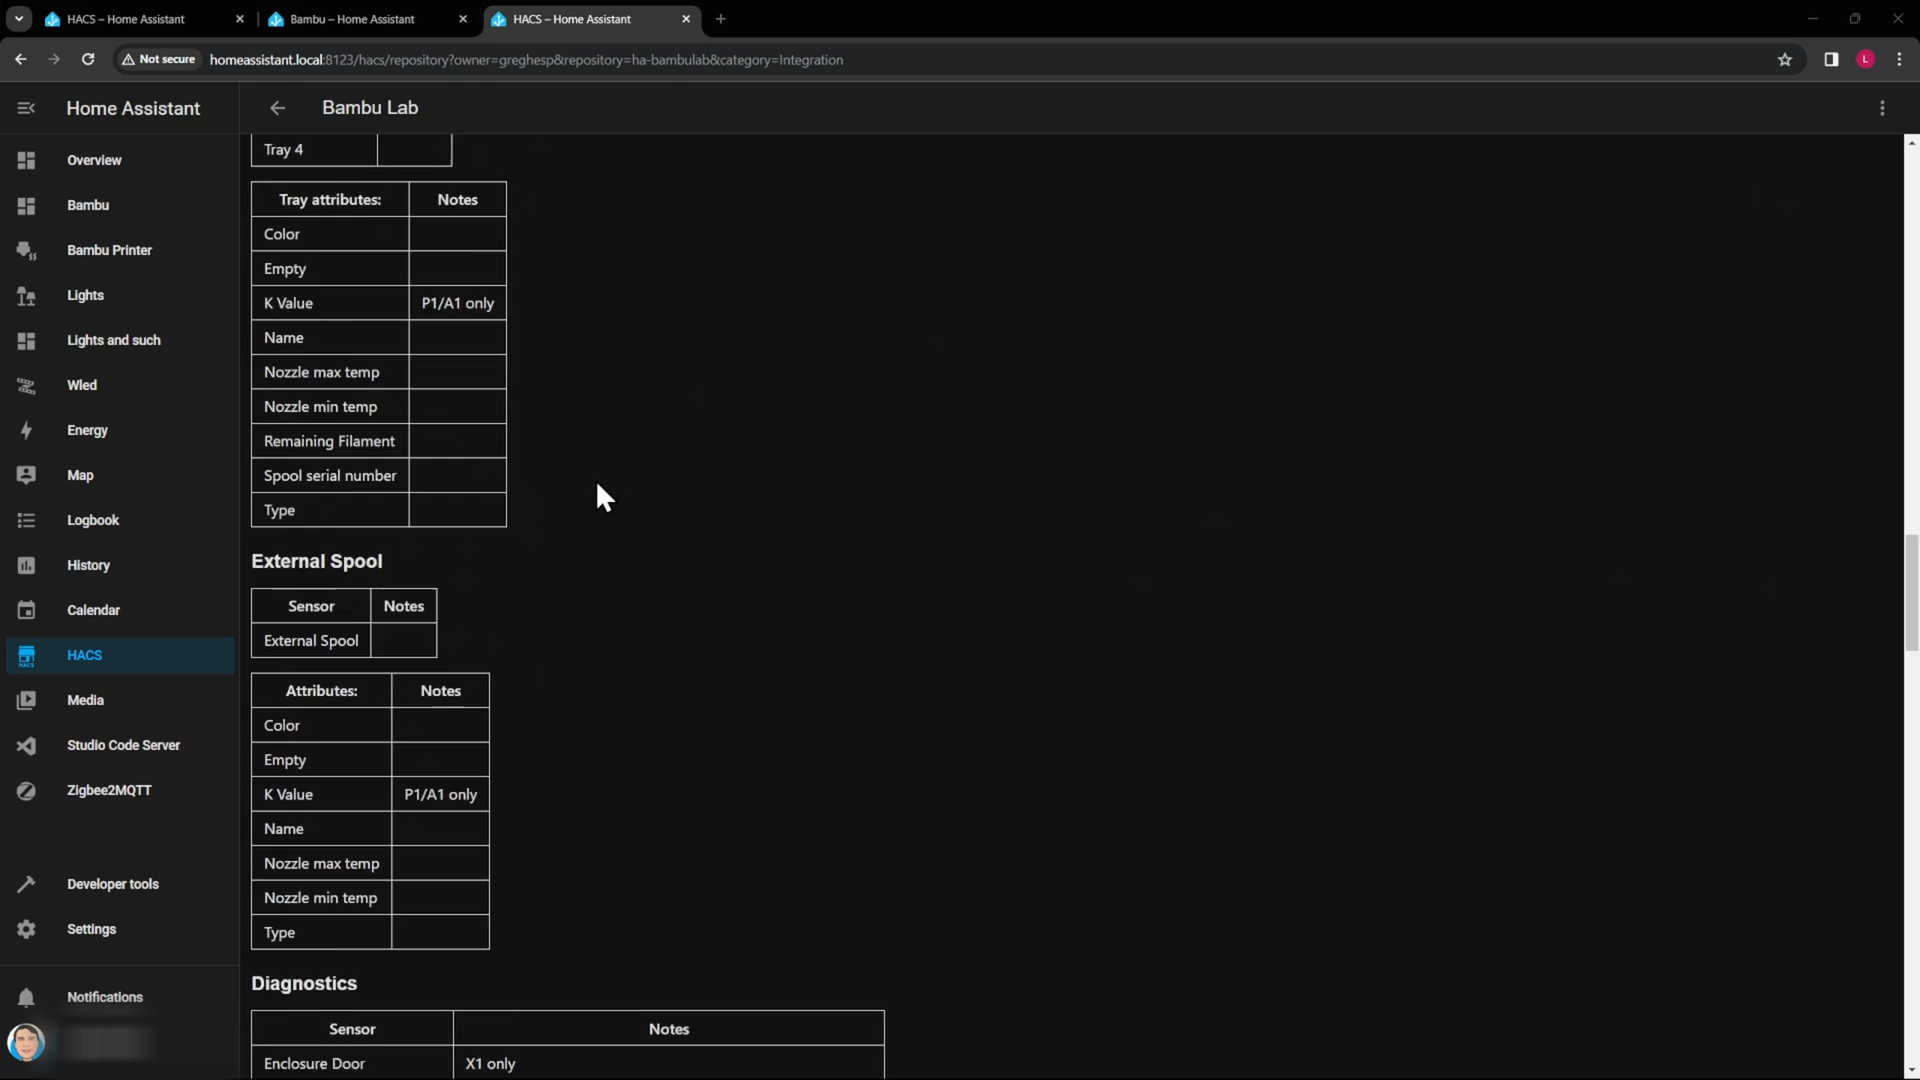 HACS – Home Assistant
Bambu – Home Assistant
HACS – Home Assistant
Not secure
homeassistant.local:8123/hacs/repository?owner=greghesp&repository=ha-bambulab&category=Integration
L
Home Assistant
Bambu Lab
Overview
Bambu
Bambu Printer
Lights
Lights and such
Wled
Energy
Map
Logbook
History
Calendar
HACS
HACS
Media
Studio Code Server
Zigbee2MQTT
Developer tools
Settings
Notifications
Tray 4
Tray attributes: Notes
Color
Empty
K Value P1/A1 only
Name
Nozzle max temp
Nozzle min temp
Remaining Filament
Spool serial number
Type
External Spool
Sensor Notes
External Spool
Attributes: Notes
Color
Empty
K Value P1/A1 only
Name
Nozzle max temp
Nozzle min temp
Type
Diagnostics
Sensor Notes
Enclosure Door X1 only